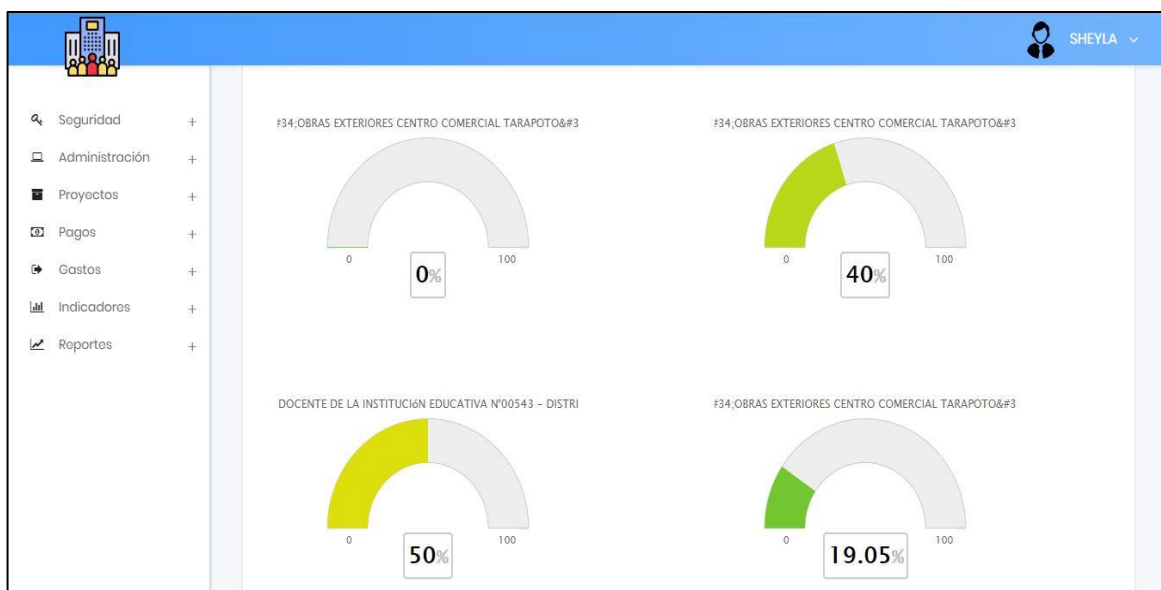 SHEYLA
Seguridad +
Administración +
Proyectos +
Pagos +
Gastos +
Indicadores +
Reportes +
#34;OBRAS EXTERIORES CENTRO COMERCIAL TARAPOTO&#3
0 100
0%
#34;OBRAS EXTERIORES CENTRO COMERCIAL TARAPOTO&#3
0 100
40%
DOCENTE DE LA INSTITUCIóN EDUCATIVA N°00543 - DISTRI
0 100
50%
#34;OBRAS EXTERIORES CENTRO COMERCIAL TARAPOTO&#3
0 100
19.05%